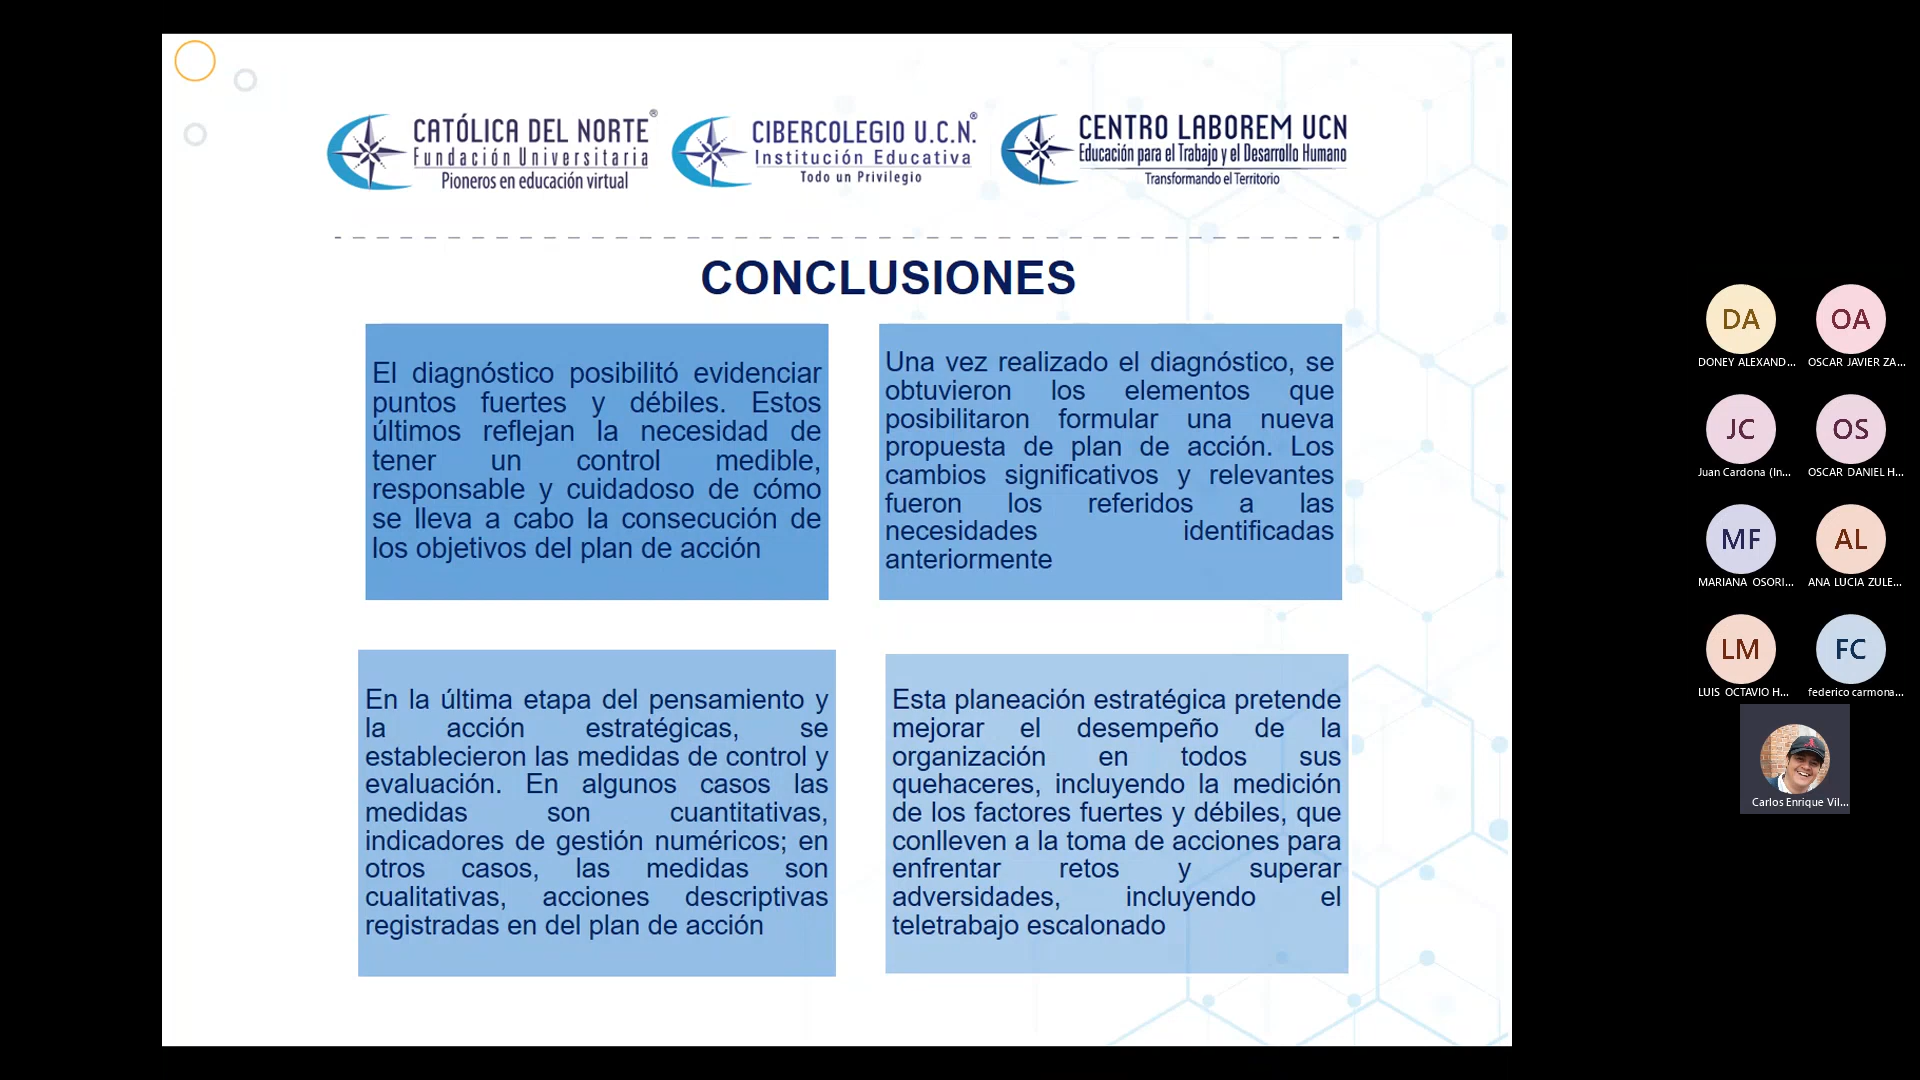 CATÓLICA DEL NORTE®
Fundación Universitaria
Pioneros en educación virtual
CIBERCOLEGIO U.C.N.®
Institución Educativa
Todo un Privilegio
CENTRO LABOREM UCN
Educación para el Trabajo y el Desarrollo Humano
Transformando el Territorio
CONCLUSIONES
El diagnóstico posibilitó evidenciar
puntos fuertes y débiles. Estos
últimos reflejan la necesidad de
tener un control medible,
responsable y cuidadoso de cómo
se lleva a cabo la consecución de
los objetivos del plan de acción
Una vez realizado el diagnóstico, se
obtuvieron los elementos que
posibilitaron formular una nueva
propuesta de plan de acción. Los
cambios significativos y relevantes
fueron los referidos a las
necesidades identificadas
anteriormente
En la última etapa del pensamiento y
la acción estratégicas, se
establecieron las medidas de control y
evaluación. En algunos casos las
medidas son cuantitativas,
indicadores de gestión numéricos; en
otros casos, las medidas son
cualitativas, acciones descriptivas
registradas en del plan de acción
Esta planeación estratégica pretende
mejorar el desempeño de la
organización en todos sus
quehaceres, incluyendo la medición
de los factores fuertes y débiles, que
conlleven a la toma de acciones para
enfrentar retos y superar
adversidades, incluyendo el
teletrabajo escalonado
DA
DONEY ALEXAND...
OA
OSCAR JAVIER ZA...
JC
Juan Cardona (In...
OS
OSCAR DANIEL H...
MF
MARIANA OSORI...
AL
ANA LUCIA ZULE...
LM
LUIS OCTAVIO H...
FC
federico carmona...
Carlos Enrique Vil...